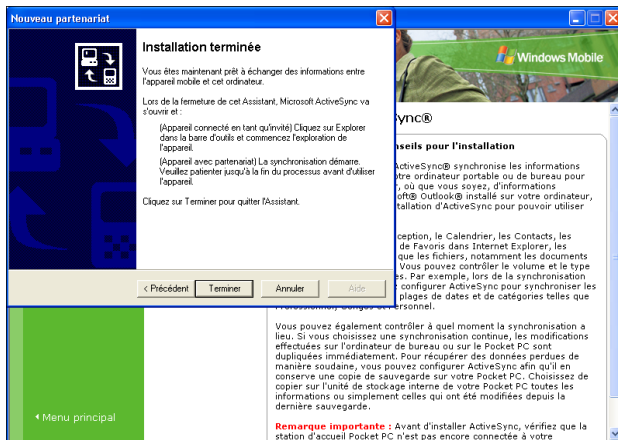 Nouveau partenariat
Installation terminée
Vous êtes maintenant prêt à échanger des informations entre
l'appareil mobile et cet ordinateur.
Lors de la fermeture de cet Assistant, Microsoft ActiveSync va
s'ouvrir et :
(Appareil connecté en tant qu'invité) Cliquez sur Explorer
dans la barre d'outils et commencez l'exploration de
l'appareil.
(Appareil avec partenariat) La synchronisation démarre.
Veuillez patienter jusqu'à la fin du processus avant d'utiliser
l'appareil.
Cliquez sur Terminer pour quitter l'Assistant.
< Précédent
Terminer
Annuler
Aide
Windows Mobile
Sync®
nseils pour l'installation
ActiveSync® synchronise les informations
otre ordinateur portable ou de bureau pour
r, où que vous soyez, d'informations
soft® Outlook® installé sur votre ordinateur,
tallation d'ActiveSync pour pouvoir utiliser
ception, le Calendrier, les Contacts, les
de Favoris dans Internet Explorer, les
que les fichiers, notamment les documents
Vous pouvez contrôler le volume et le type
es. Par exemple, lors de la synchronisation
configurer ActiveSync pour synchroniser les
plages de dates et de catégories telles que
Professionnel, Congés et Personnel.
Vous pouvez également contrôler à quel moment la synchronisation a
lieu. Si vous choisissez une synchronisation continue, les modifications
effectuées sur l'ordinateur de bureau ou sur le Pocket PC sont
dupliquées immédiatement. Pour récupérer des données perdues de
manière soudaine, vous pouvez configurer ActiveSync afin qu'il en
conserve une copie de sauvegarde sur votre Pocket PC. Choisissez de
copier sur l'unité de stockage interne de votre Pocket PC toutes les
informations ou simplement celles qui ont été modifiées depuis la
dernière sauvegarde.
Remarque importante : Avant d'installer ActiveSync, vérifiez que la
station d'accueil Pocket PC n'est pas encore connectée à votre
Menu principal